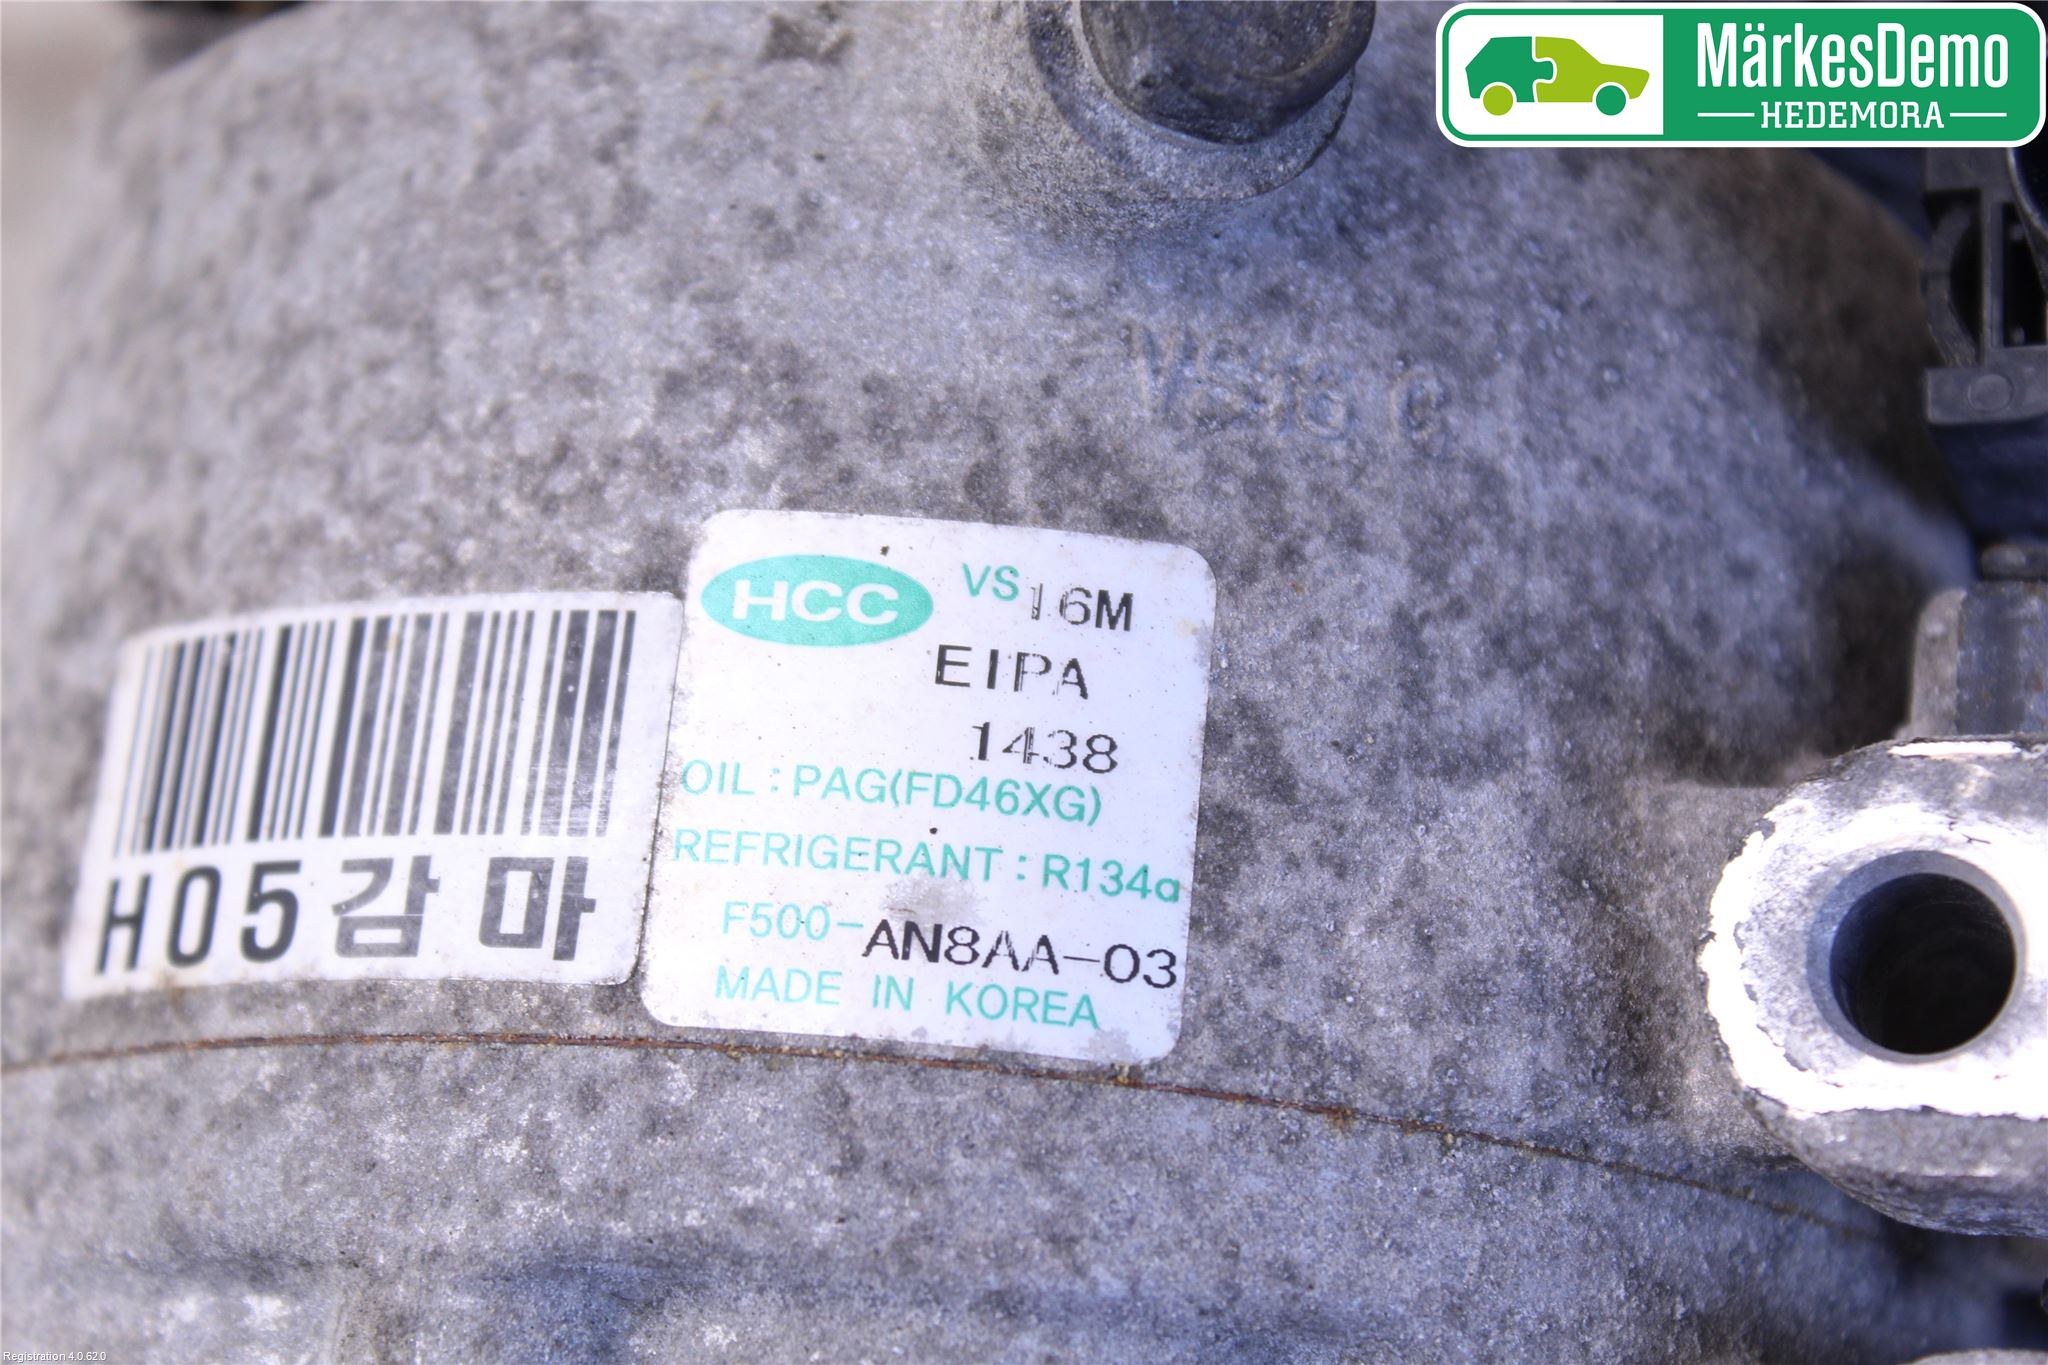 MärkesDemo
HEDEMORA
VS16 C
HCC VS16M
EIPA
1438
OIL : PAG(FD46XG)
REFRIGERANT : R134a
F500-AN8AA-03
MADE IN KOREA
H05감마
Registration 4.0.62.0